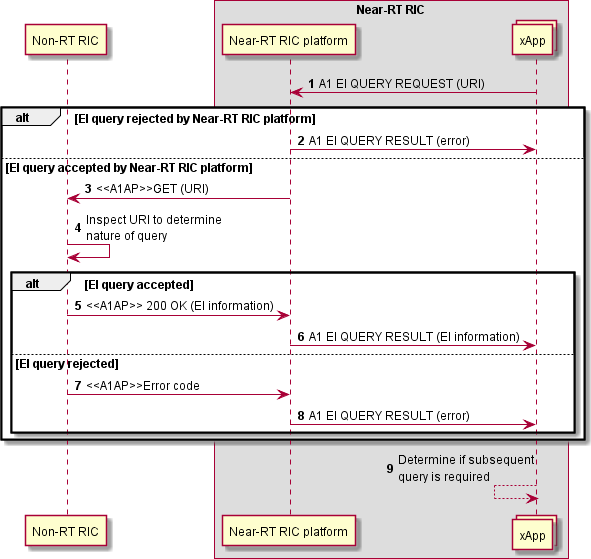 Near-RT RIC
Non-RT RIC
Near-RT RIC platform
xApp
1 A1 EI QUERY REQUEST (URI)
alt [EI query rejected by Near-RT RIC platform]
2 A1 EI QUERY RESULT (error)
[EI query accepted by Near-RT RIC platform]
3 <<A1AP>>GET (URI)
4 Inspect URI to determine
nature of query
alt [EI query accepted]
5 <<A1AP>> 200 OK (EI information)
6 A1 EI QUERY RESULT (EI information)
[EI query rejected]
7 <<A1AP>>Error code
8 A1 EI QUERY RESULT (error)
9 Determine if subsequent
query is required
Non-RT RIC
Near-RT RIC platform
xApp